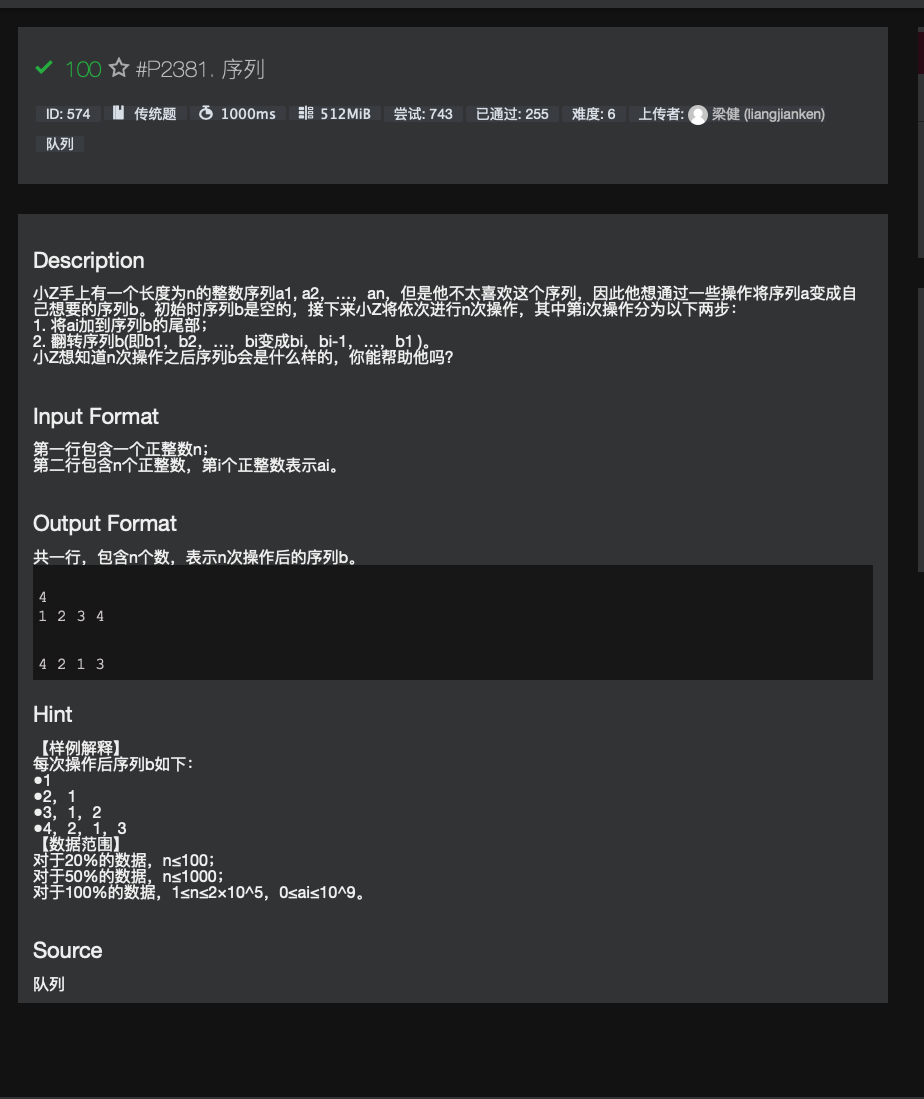 100 #P2381. 序列
ID: 574 传统题 1000ms 512MiB 尝试: 743 已通过: 255 难度: 6 上传者: 梁健 (liangjianken)
队列
Description
小Z手上有一个长度为n的整数序列a1, a2，...，an，但是他不太喜欢这个序列，因此他想通过一些操作将序列a变成自
己想要的序列b。初始时序列b是空的，接下来小Z将依次进行n次操作，其中第i次操作分为以下两步：
1. 将ai加到序列b的尾部；
2. 翻转序列b(即b1，b2，...，bi变成bi，bi-1，...，b1 )。
小Z想知道n次操作之后序列b会是什么样的，你能帮助他吗?
Input Format
第一行包含一个正整数n；
第二行包含n个正整数，第i个正整数表示ai。
Output Format
共一行，包含n个数，表示n次操作后的序列b。
4
1 2 3 4
4 2 1 3
Hint
【样例解释】
每次操作后序列b如下：
●1
●2，1
●3，1，2
●4，2，1，3
【数据范围】
对于20%的数据，n≤100；
对于50%的数据，n≤1000；
对于100%的数据，1≤n≤2×10^5，0≤ai≤10^9。
Source
队列